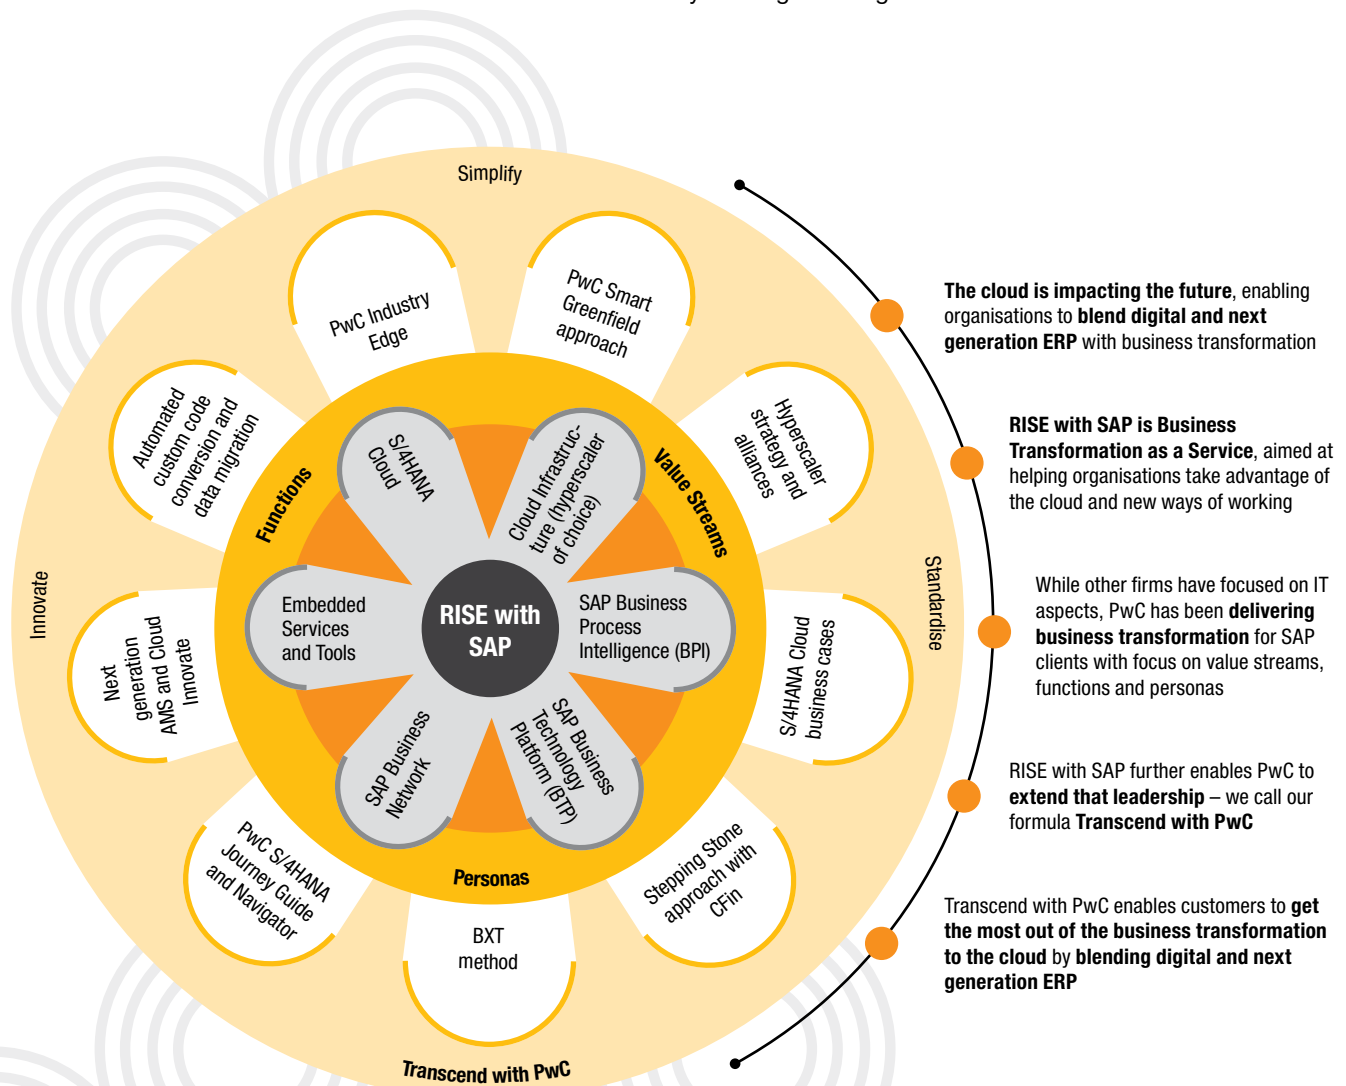 Simplify
PwC Industry
Edge
PwC Smart
Greenfield
approach
Automated
custom code
conversion and
data migration
Hyperscaler
strategy and
alliances
Functions
Value Streams
S/4HANA
Cloud
Cloud Infrastruc-
ture (hyperscaler
of choice)
Innovate
Standardise
Embedded
Services
and Tools
RISE with
SAP
SAP Business
Process
Intelligence (BPI)
Next
generation
AMS and Cloud
Innovate
S/4HANA Cloud
business cases
SAP Business
Network
SAP Business
Technology
Platform (BTP)
PwC S/4HANA
Journey Guide
and Navigator
Personas
Stepping Stone
approach with
CFin
BXT
method
Transcend with PwC
The cloud is impacting the future, enabling
organisations to blend digital and next
generation ERP with business transformation
RISE with SAP is Business
Transformation as a Service, aimed at
helping organisations take advantage of
the cloud and new ways of working
While other firms have focused on IT
aspects, PwC has been delivering
business transformation for SAP
clients with focus on value streams,
functions and personas
RISE with SAP further enables PwC to
extend that leadership – we call our
formula Transcend with PwC
Transcend with PwC enables customers to get
the most out of the business transformation
to the cloud by blending digital and next
generation ERP